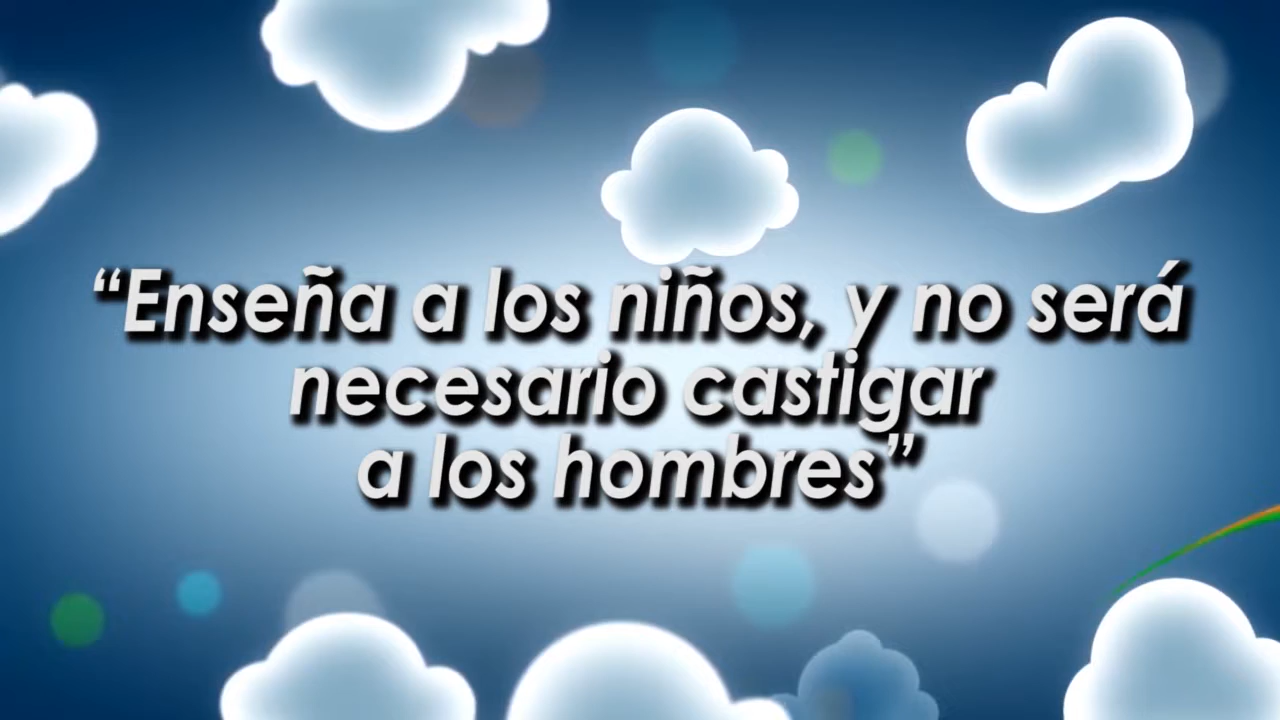 “Enseña a los niños, y no será
necesario castigar
a los hombres”